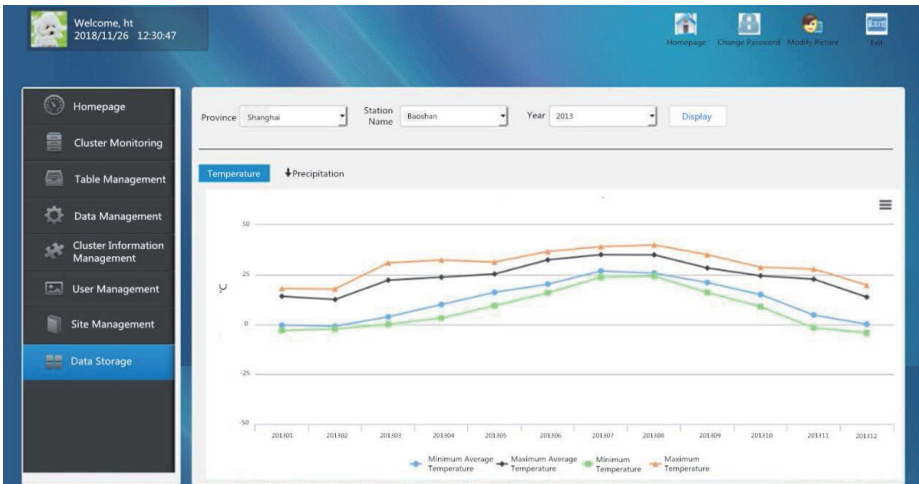 Welcome, ht
2018/11/26 12:30:47
Homepage
Change Password
Modify Picture
EXIT
Exit
Homepage
Cluster Monitoring
Table Management
Data Management
Cluster Information
Management
User Management
Site Management
Data Storage
Province
Shanghai
Station
Name
Baoshan
Year
2013
Display
Temperature
Precipitation
50
25
0
-25
-50
°C
201301
201302
201303
201304
201305
201306
201307
201308
201309
201310
201311
201312
Minimum Average
Temperature
Maximum Average
Temperature
Minimum
Temperature
Maximum
Temperature